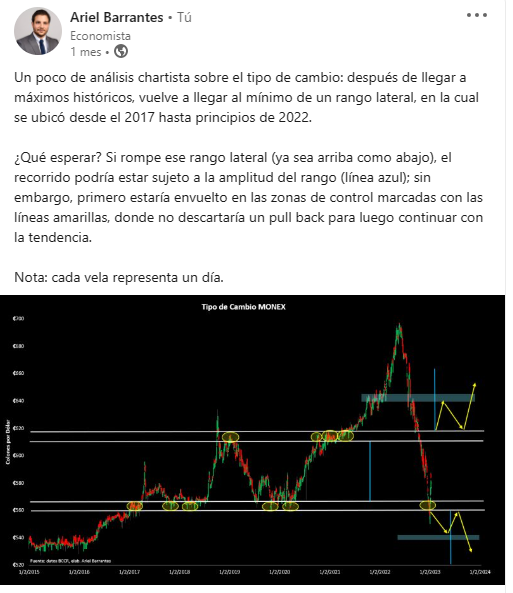 Ariel Barrantes • Tú
Economista
1 mes •
Un poco de análisis chartista sobre el tipo de cambio: después de llegar a
máximos históricos, vuelve a llegar al mínimo de un rango lateral, en la cual
se ubicó desde el 2017 hasta principios de 2022.
¿Qué esperar? Si rompe ese rango lateral (ya sea arriba como abajo), el
recorrido podría estar sujeto a la amplitud del rango (línea azul); sin
embargo, primero estaría envuelto en las zonas de control marcadas con las
líneas amarillas, donde no descartaría un pull back para luego continuar con
la tendencia.
Nota: cada vela representa un día.
Tipo de Cambio MONEX
Colones por Dólar
₡700
₡680
₡660
₡640
₡620
₡600
₡580
₡560
₡540
₡520
Fuente: datos BCCR, elab. Ariel Barrantes
1/2/2015
1/2/2016
1/2/2017
1/2/2018
1/2/2019
1/2/2020
1/2/2021
1/2/2022
1/2/2023
1/2/2024